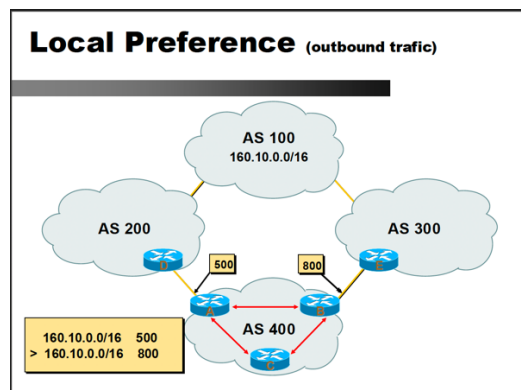 Local Preference (outbound trafic)
AS 100
160.10.0.0/16
AS 200
AS 300
D
E
500
800
A
B
AS 400
C
160.10.0.0/16 500
> 160.10.0.0/16 800